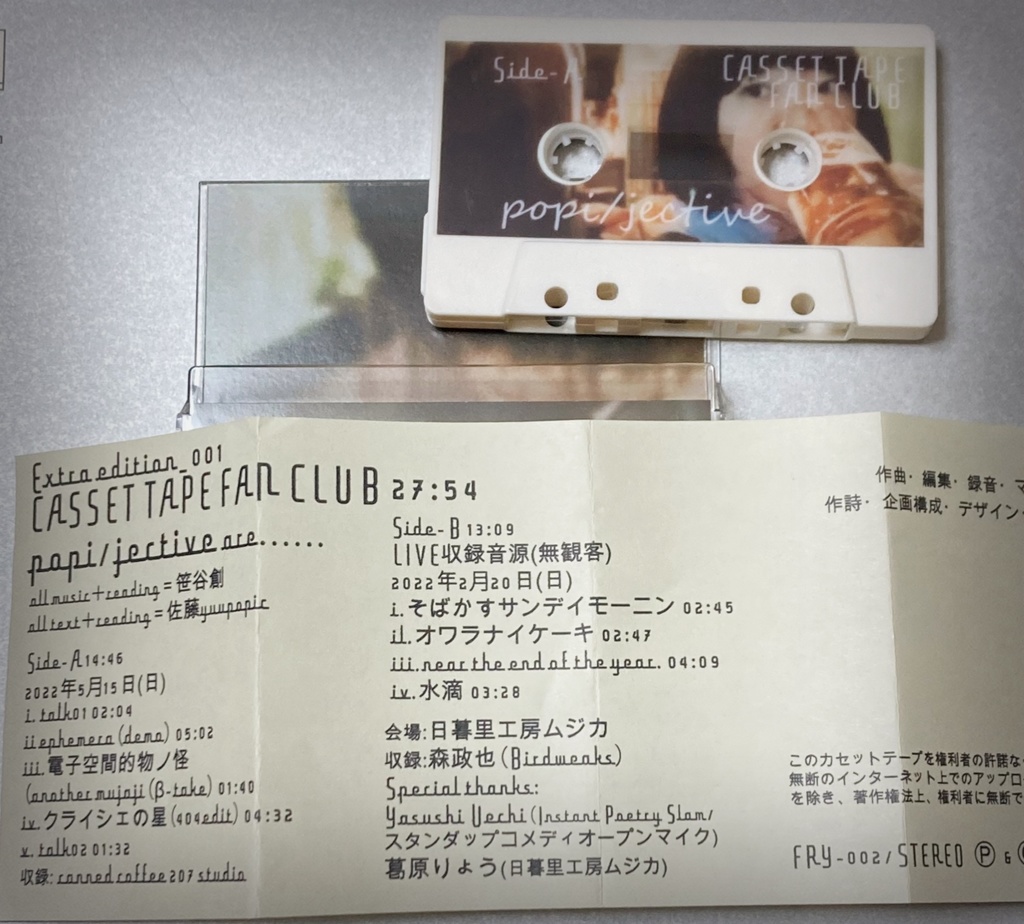 Side-A
CASSET TAPE
FAN CLUB
popi/jective
Extra edition_001
CASSET TAPE FAN CLUB 27:54
popi/jective are......
all music+reading=笹谷創
all text+reading=佐藤yuupopic
Side-A 14:46
2022年5月15日(日)
i. talk01 02:04
ii ephemera (demo) 05:02
iii.電子空間的物ノ怪
(another mujaji (β-take) 01:40
iv.クライシェの星(404edit) 04:32
v. talk02 01:32
収録: canned coffee 207 studio
Side-B 13:09
LIVE収録音源(無観客)
2022年2月20日(日)
i.そばかすサンデイモーニン 02:45
ii.オワラナイケーキ 02:47
iii.near the end of the year. 04:09
iv.水滴 03:28
会場:日暮里工房ムジカ
収録:森政也(Birdweaks)
Special thanks:
Yasushi Uechi (Instant Poetry Slam/
スタンダップコメディオープンマイク)
葛原りょう(日暮里工房ムジカ)
作曲・編集・録音・マ
作詩・企画構成・デザイン・
このカセットテープを権利者の許諾な
無断のインターネット上でのアップロ
を除き、著作権法上、権利者に無断で
FRY-002/STEREO Ⓟ &